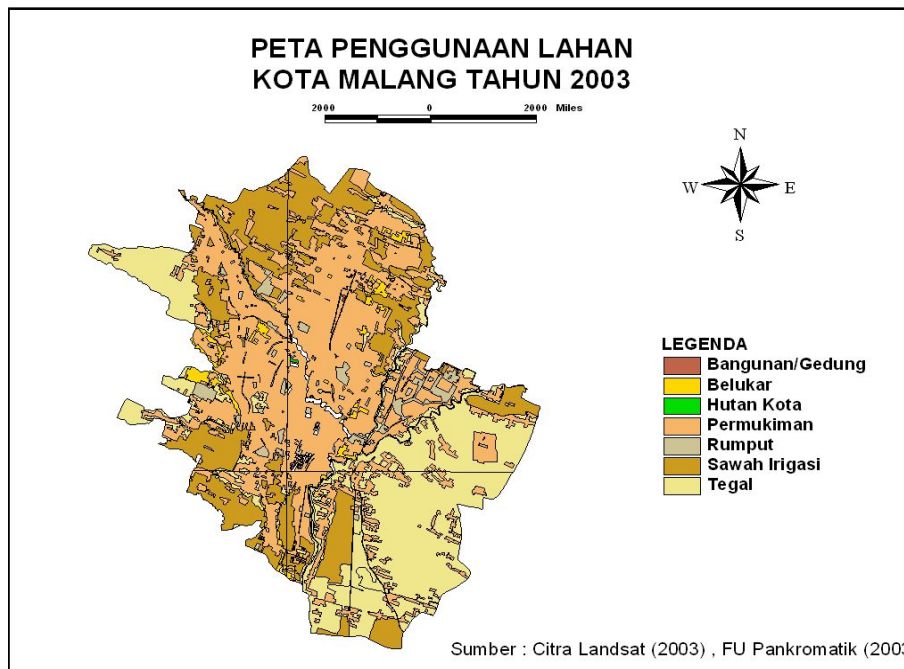 PETA PENGGUNAAN LAHAN
KOTA MALANG TAHUN 2003
2000 0 2000 Miles
N
W E
S
LEGENDA
Bangunan/Gedung
Belukar
Hutan Kota
Permukiman
Rumput
Sawah Irigasi
Tegal
Sumber : Citra Landsat (2003) , FU Pankromatik (2003